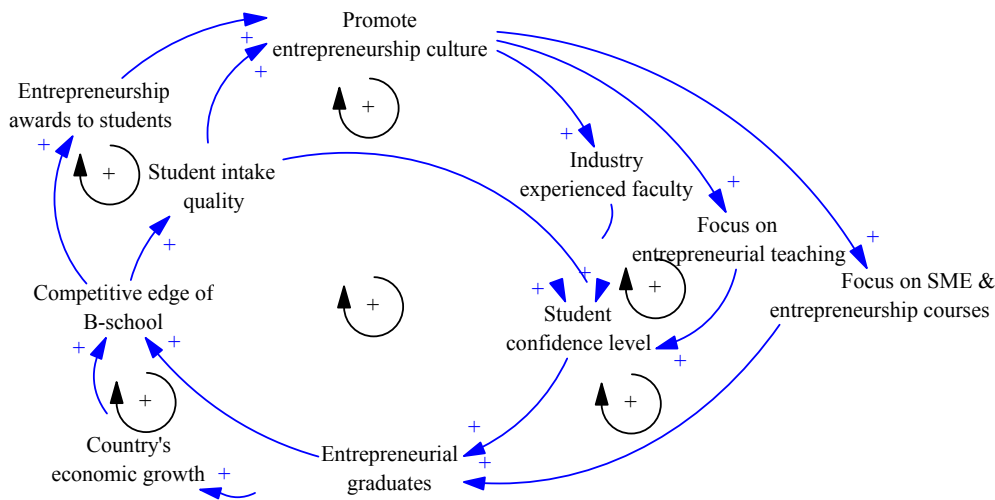 Promote
entrepreneurship culture
+
+
Entrepreneurship
awards to students
+
+
+
Student intake
quality
+
+
Industry
experienced faculty
+
Focus on
entrepreneurial teaching
+
Focus on SME &
entrepreneurship courses
+
Competitive edge of
B-school
+
+
+
+
+
+
Student
confidence level
+
+
+
Country's
economic growth
+
Entrepreneurial
graduates
+
+